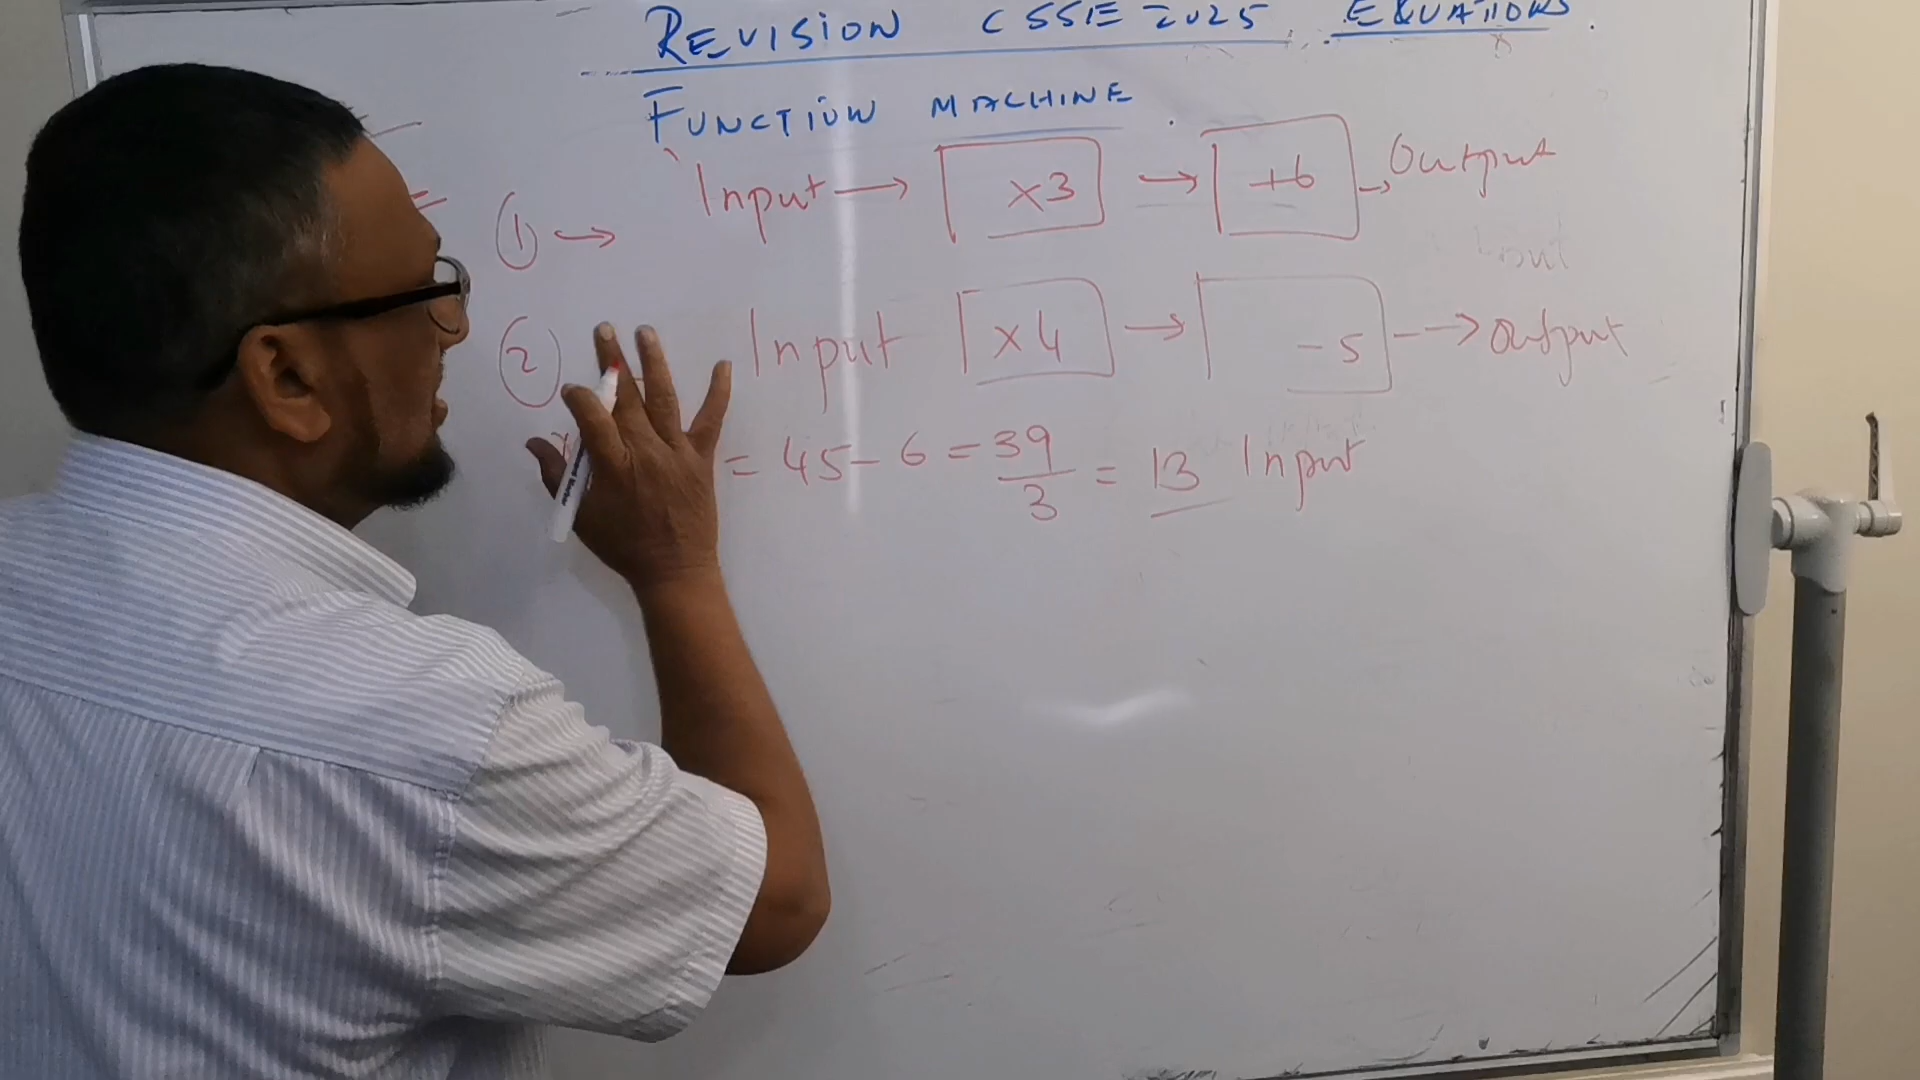 REVISION CSSE 2025 EQUATIONS.
FUNCTION MACHINE.
① → Input → ×3 → +6 → Output
② Input ×4 → -5 → Output
= 45 - 6 = 39/3 = 13 Input